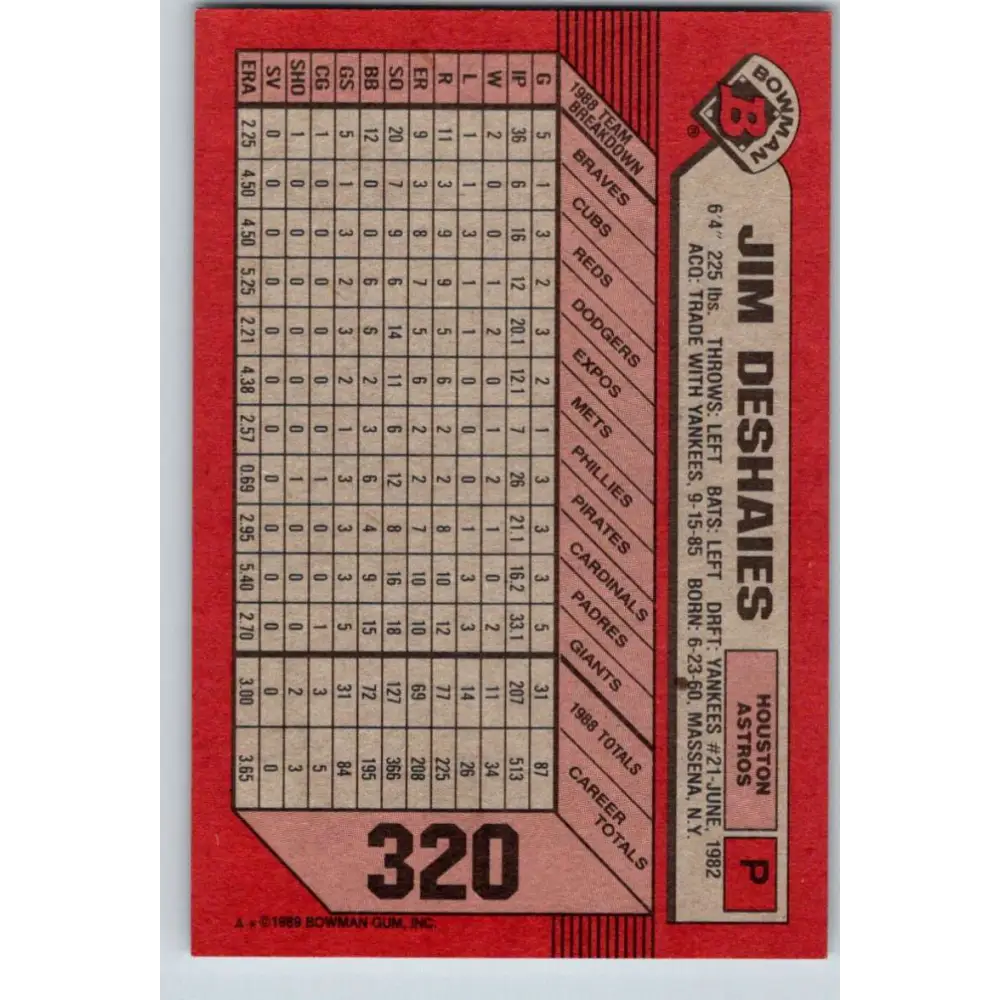 BOWMAN
B
®
JIM DESHAIES
HOUSTON
ASTROS
P
6'4" 225 lbs. THROWS: LEFT BATS: LEFT DRFT: YANKEES #21-JUNE, 1982
ACQ: TRADE WITH YANKEES, 9-15-85 BORN: 6-23-60, MASSENA, N.Y.
1988 TEAM
BREAKDOWN
BRAVES
CUBS
REDS
DODGERS
EXPOS
METS
PHILLIES
PIRATES
CARDINALS
PADRES
GIANTS
1988 TOTALS
CAREER
TOTALS
G 5 1 3 2 3 2 1 3 3 3 5 31 87
IP 36 6 16 12 20.1 12.1 7 26 21.1 16.2 33.1 207 513
W 2 0 0 1 2 0 1 2 1 0 2 11 34
L 1 1 3 1 1 0 0 0 1 3 3 14 26
R 11 3 9 9 5 6 2 2 8 10 12 77 225
ER 9 3 8 7 5 6 2 2 7 10 10 69 208
SO 20 7 9 6 14 11 6 12 8 16 18 127 366
BB 12 0 9 6 6 2 3 6 4 9 15 72 195
GS 5 1 3 2 3 2 1 3 3 3 5 31 84
CG 1 0 0 0 0 0 0 1 0 0 1 3 5
SHO 1 0 0 0 0 0 0 1 0 0 0 2 3
SV 0 0 0 0 0 0 0 0 0 0 0 0 0
ERA 2.25 4.50 4.50 5.25 2.21 4.38 2.57 0.69 2.95 5.40 2.70 3.00 3.65
320
A * ©1989 BOWMAN GUM, INC.